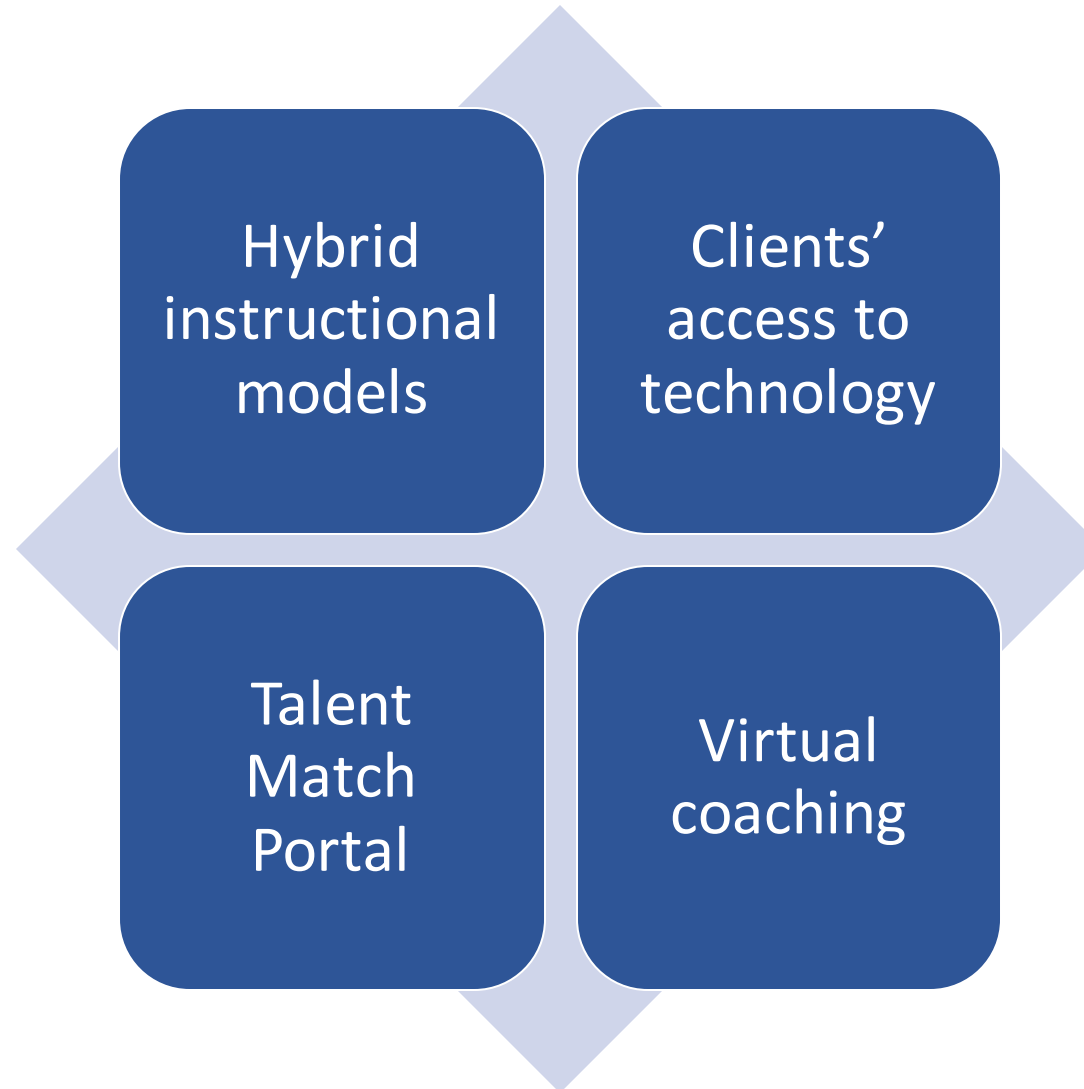 Hybrid
instructional
models
Clients’
access to
technology
Talent
Match
Portal
Virtual
coaching